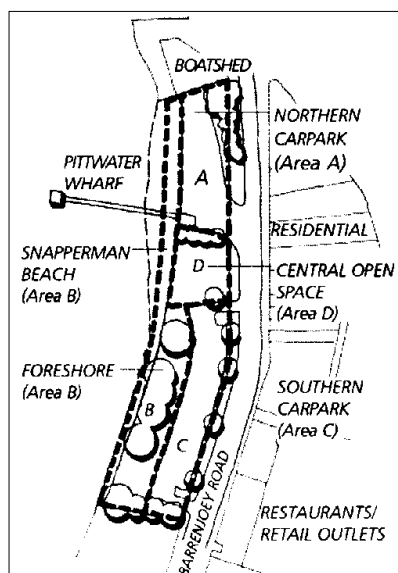 BOATSHED
NORTHERN
CARPARK
(Area A)
A
PITTWATER
WHARF
RESIDENTIAL
SNAPPERMAN
BEACH
(Area B)
D
CENTRAL OPEN
SPACE
(Area D)
FORESHORE
(Area B)
SOUTHERN
CARPARK
(Area C)
B
C
BARRENJOEY ROAD
RESTAURANTS/
RETAIL OUTLETS